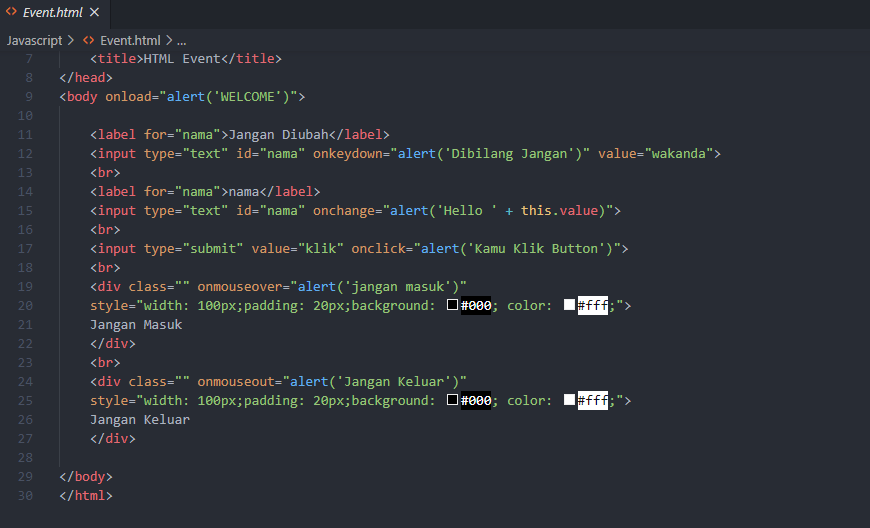 Event.html
Javascript > Event.html > ...
7 <title>HTML Event</title>
8 </head>
9 <body onload="alert('WELCOME')">
10
11 <label for="nama">Jangan Diubah</label>
12 <input type="text" id="nama" onkeydown="alert('Dibilang Jangan')" value="wakanda">
13 <br>
14 <label for="nama">nama</label>
15 <input type="text" id="nama" onchange="alert('Hello ' + this.value)">
16 <br>
17 <input type="submit" value="klik" onclick="alert('Kamu Klik Button')">
18 <br>
19 <div class="" onmouseover="alert('jangan masuk')"
20 style="width: 100px;padding: 20px;background: #000; color: #fff;">
21 Jangan Masuk
22 </div>
23 <br>
24 <div class="" onmouseout="alert('Jangan Keluar')"
25 style="width: 100px;padding: 20px;background: #000; color: #fff;">
26 Jangan Keluar
27 </div>
28
29 </body>
30 </html>